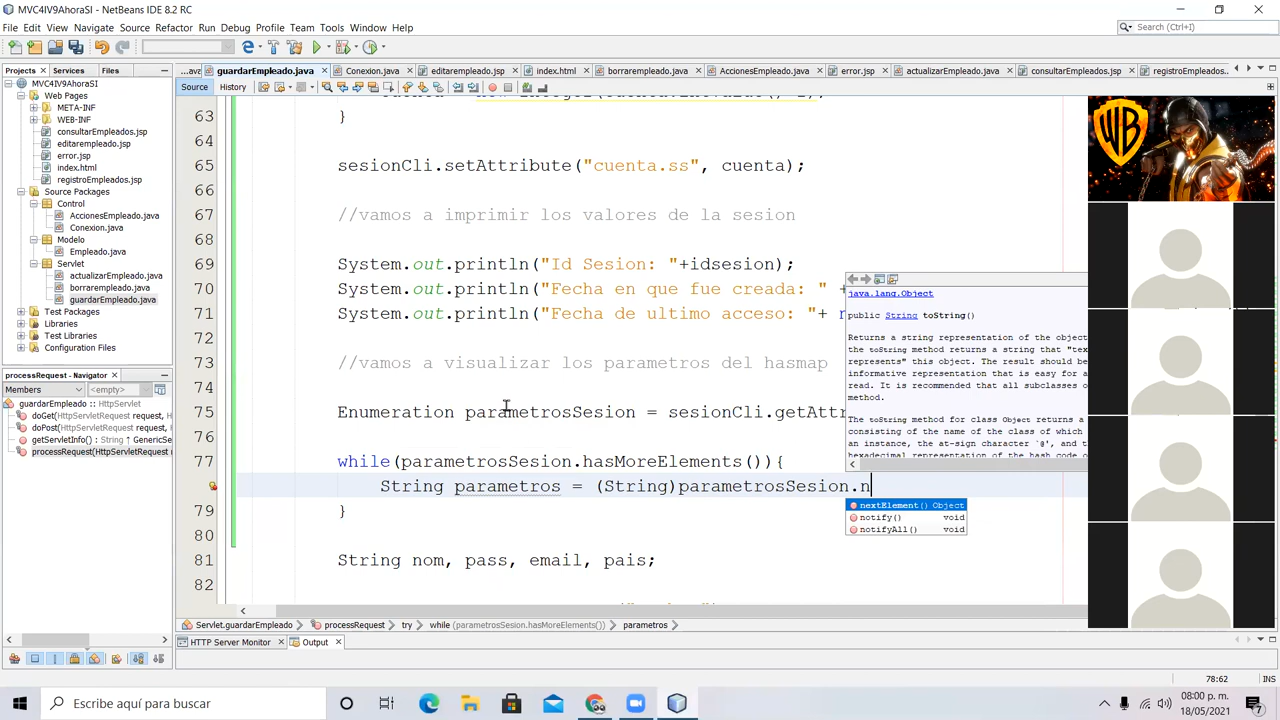 MVC4IV9AhoraSI - NetBeans IDE 8.2 RC
File Edit View Navigate Source Refactor Run Debug Profile Team Tools Window Help
Search (Ctrl+I)
Projects Services Files
...ava guardarEmpleado.java Conexion.java editarempleado.jsp index.html borrarempleado.java error.jsp consultarEmpleados.jsp
Source History
MVC4IV9AhoraSI
Web Pages
META-INF
WEB-INF
consultarEmpleados.jsp
editarempleado.jsp
error.jsp
index.html
registroEmpleados.jsp
Source Packages
Control
AccionesEmpleado.java
Conexion.java
Modelo
Empleado.java
Servlet
actualizarEmpleado.java
borrarempleado.java
guardarEmpleado.java
Test Packages
Libraries
Test Libraries
Configuration Files
processRequest - Navigator
Members <empty>
guardarEmpleado :: HttpServlet
doGet(HttpServletRequest request,
doPost(HttpServletRequest request,
getServletInfo() : String ↑ GenericSe
processRequest(HttpServletRequest
63 }
64
65 sesionCli.setAttribute("cuenta.ss", cuenta);
66
67 //vamos a imprimir los valores de la sesion
68
69 System.out.println("Id Sesion: "+idsesion);
70 System.out.println("Fecha en que fue creada: " +
71 System.out.println("Fecha de ultimo acceso: "+ n
72
73 //vamos a visualizar los parametros del hasmap
74
75 Enumeration parametrosSesion = sesionCli.getAttr
76
77 while(parametrosSesion.hasMoreElements()){
String parametros = (String)parametrosSesion.n
79 }
80
81 String nom, pass, email, pais;
82
java.lang.Object
public String toString()
Returns a string representation of the object
the toString method returns a string that "tex
represents" this object. The result should be
informative representation that is easy for a
read. It is recommended that all subclasses o
method.
The toString method for class Object returns a
consisting of the name of the class of which
an instance, the at-sign character `@', and t
hexadecimal representation of the hash code o
nextElement() Object
notify() void
notifyAll() void
WB
Servlet.guardarEmpleado processRequest try while (parametrosSesion.hasMoreElements()) parametros
HTTP Server Monitor Output
78:62
Escribe aquí para buscar
08:00 p. m.
18/05/2021
7